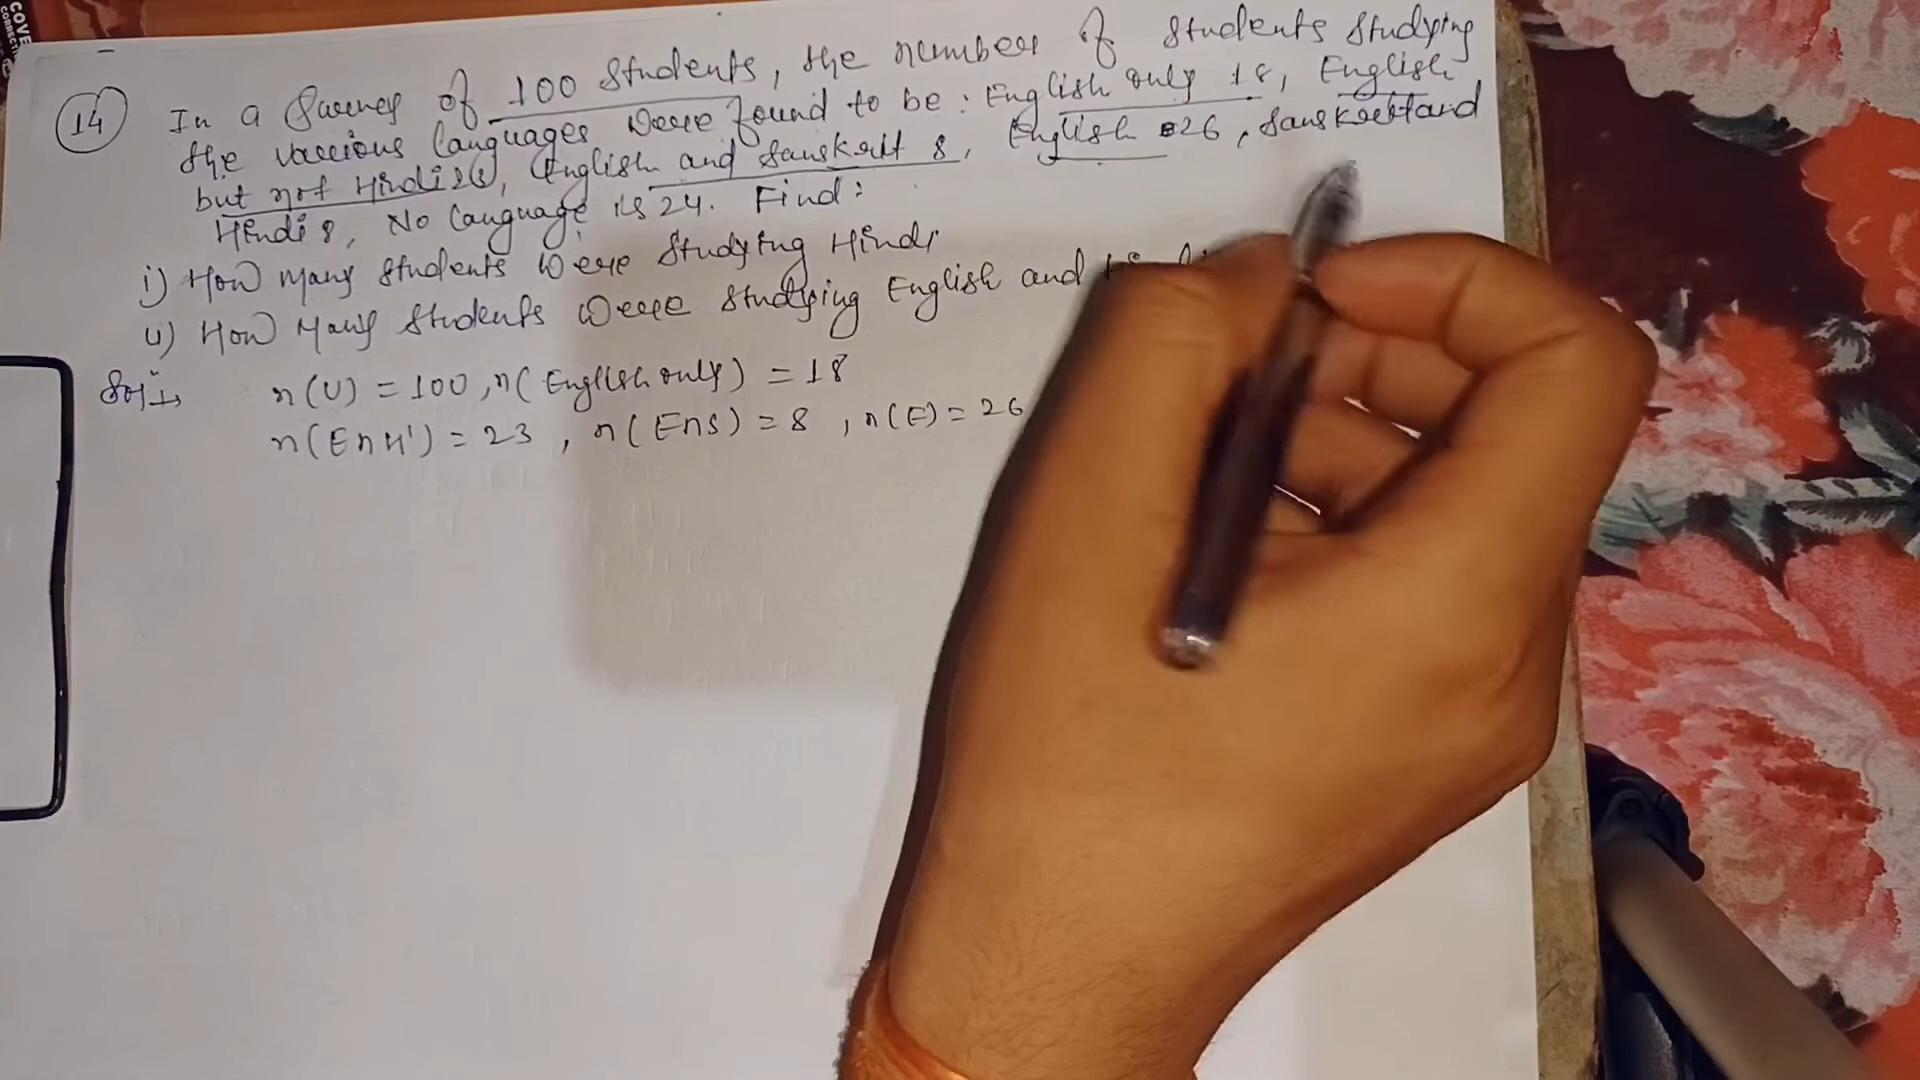 COVE
CORRECTI
14
In a Survey of 100 Students, the number of Students Studying
the various languages were found to be : English only 18, English
but not Hindi 23, English and Sanskrit 8, English 26, Sanskrit and
Hindi 8, No language is 24. Find :
i) How many students were studying Hindi
ii) How many students were studying English and
Solⁿ:→ n(U) = 100, n(English only) = 18
n(E∩H') = 23 , n(E∩S) = 8 , n(E) = 26